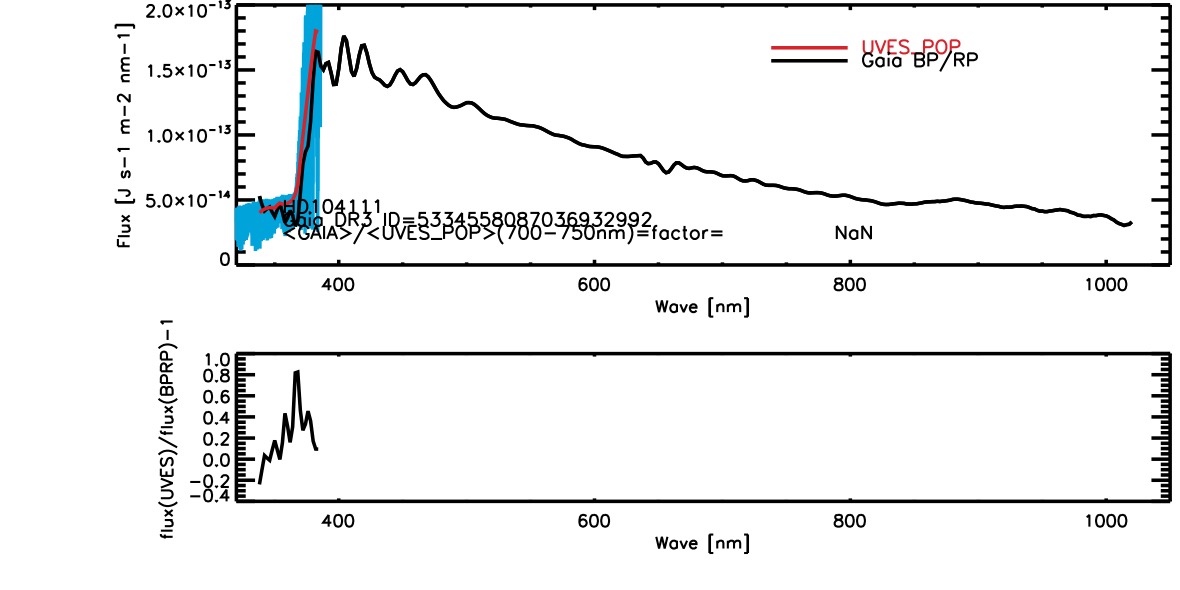 2.0×10−13
1.5×10−13
1.0×10−13
5.0×10−14
0
Flux [J s−1 m−2 nm−1]
UVES_POP
Gaia BP/RP
HD104111
Gaia DR3 ID=5334558087036932992
<GAIA>/<UVES_POP>(700−750nm)=factor= NaN
400 600 800 1000
Wave [nm]
flux(UVES)/flux(BPRP)−1
1.0
0.8
0.6
0.4
0.2
0.0
−0.2
−0.4
400 600 800 1000
Wave [nm]